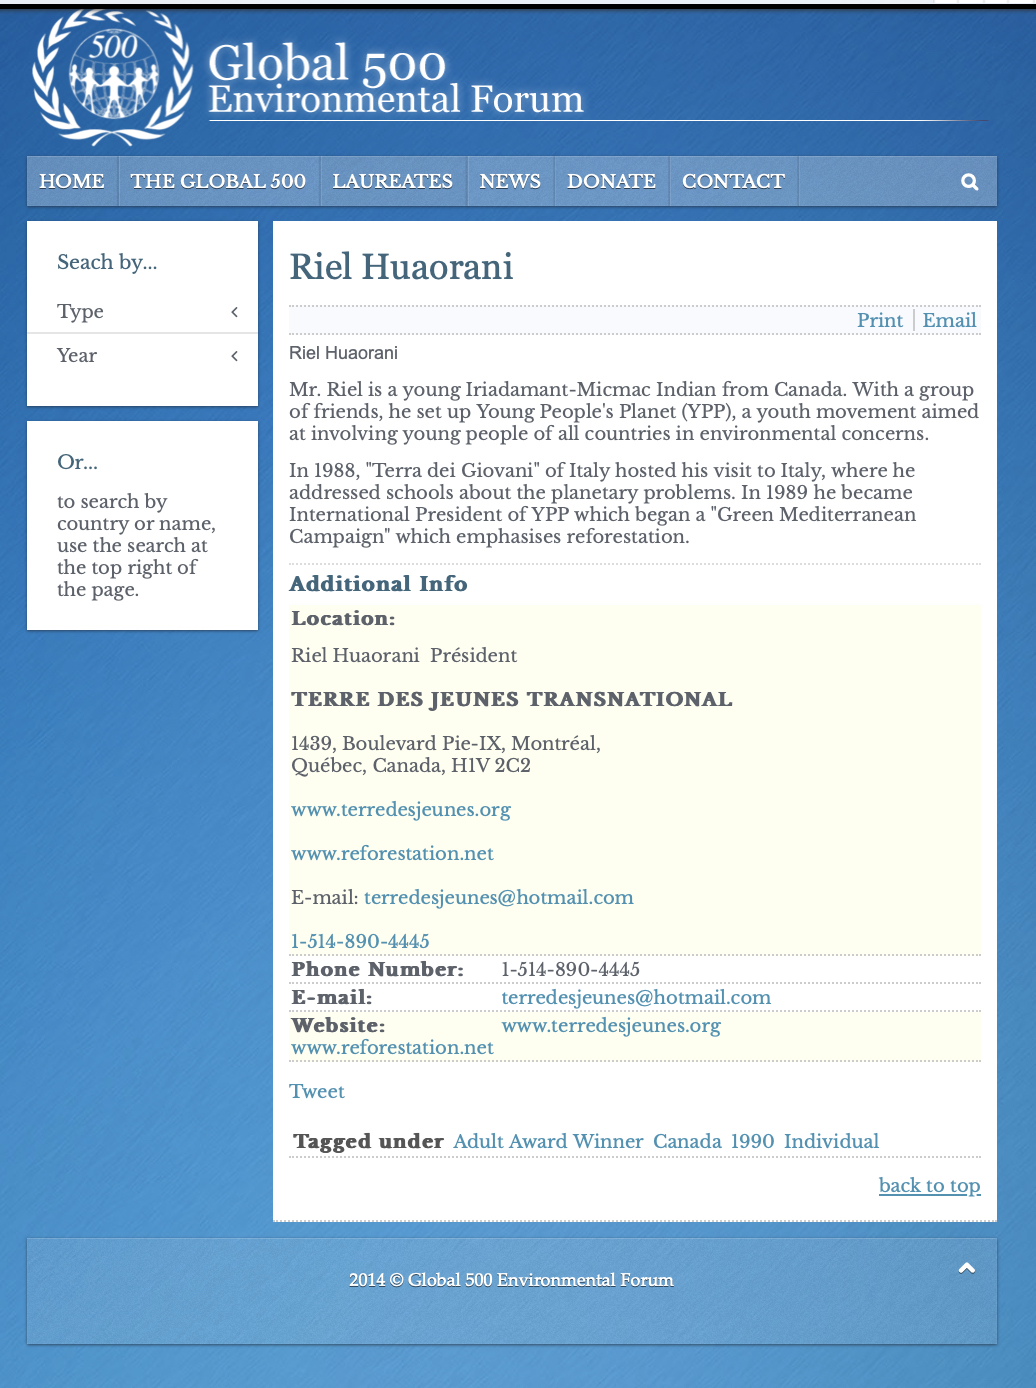 500
Global 500
Environmental Forum
HOME
THE GLOBAL 500
LAUREATES
NEWS
DONATE
CONTACT
Seach by...
Type
Year
Or...
to search by
country or name,
use the search at
the top right of
the page.
Riel Huaorani
Print
Email
Riel Huaorani
Mr. Riel is a young Iriadamant-Micmac Indian from Canada. With a group
of friends, he set up Young People's Planet (YPP), a youth movement aimed
at involving young people of all countries in environmental concerns.
In 1988, "Terra dei Giovani" of Italy hosted his visit to Italy, where he
addressed schools about the planetary problems. In 1989 he became
International President of YPP which began a "Green Mediterranean
Campaign" which emphasises reforestation.
Additional Info
Location:
Riel Huaorani  Président
TERRE DES JEUNES TRANSNATIONAL
1439, Boulevard Pie-IX, Montréal,
Québec, Canada, H1V 2C2
www.terredesjeunes.org
www.reforestation.net
E-mail: terredesjeunes@hotmail.com
1-514-890-4445
Phone Number: 1-514-890-4445
E-mail: terredesjeunes@hotmail.com
Website: www.terredesjeunes.org
www.reforestation.net
Tweet
Tagged under Adult Award Winner Canada 1990 Individual
back to top
2014 © Global 500 Environmental Forum